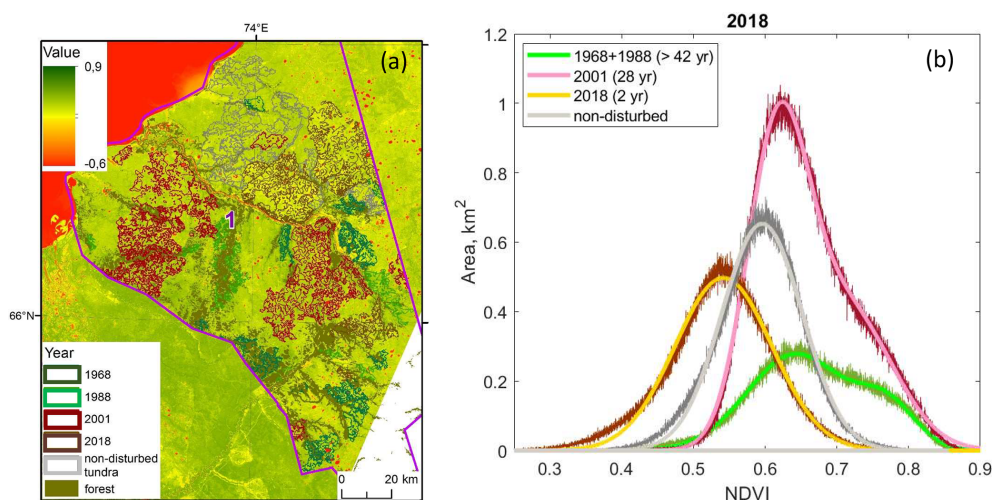 74°E
(a)
Value
0,9
-0,6
1
66°N
Year
1968
1988
2001
2018
non-disturbed
tundra
forest
0 20 km
2018
(b)
1968+1988 (> 42 yr)
2001 (28 yr)
2018 (2 yr)
non-disturbed
Area, km²
1.2
1
0.8
0.6
0.4
0.2
0
0.3 0.4 0.5 0.6 0.7 0.8 0.9
NDVI